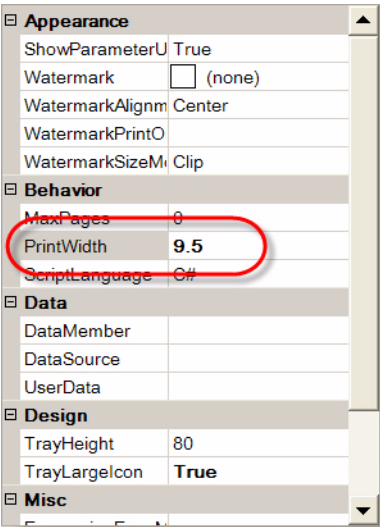 Appearance
ShowParameterU True
Watermark (none)
WatermarkAlignm Center
WatermarkPrintO
WatermarkSizeM Clip
Behavior
MaxPages 0
PrintWidth 9.5
ScriptLanguage C#
Data
DataMember
DataSource
UserData
Design
TrayHeight 80
TrayLargeIcon True
Misc